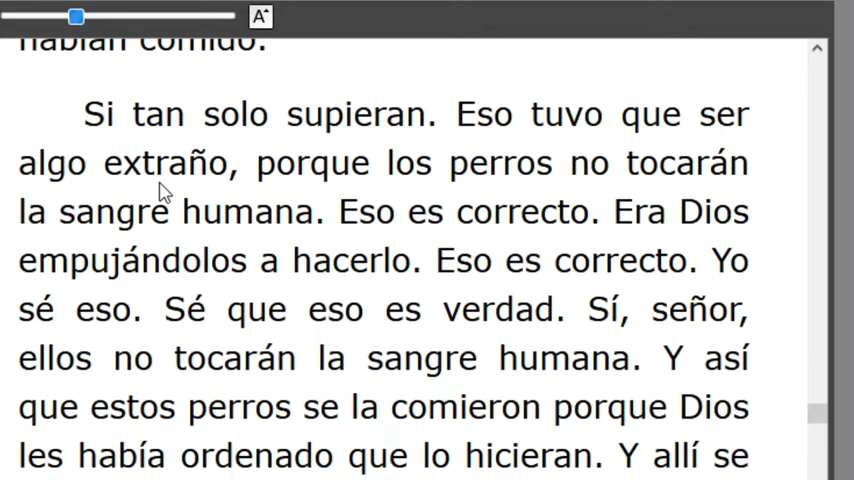 A
habían comido.
Si tan solo supieran. Eso tuvo que ser
algo extraño, porque los perros no tocarán
la sangre humana. Eso es correcto. Era Dios
empujándolos a hacerlo. Eso es correcto. Yo
sé eso. Sé que eso es verdad. Sí, señor,
ellos no tocarán la sangre humana. Y así
que estos perros se la comieron porque Dios
les había ordenado que lo hicieran. Y allí se